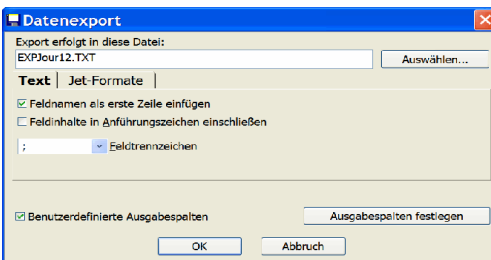 Datenexport
Export erfolgt in diese Datei:
EXPJour12.TXT
Auswählen...
Text | Jet-Formate |
Feldnamen als erste Zeile einfügen
Feldinhalte in Anführungszeichen einschließen
; Feldtrennzeichen
Benutzerdefinierte Ausgabespalten
Ausgabespalten festlegen
OK Abbruch